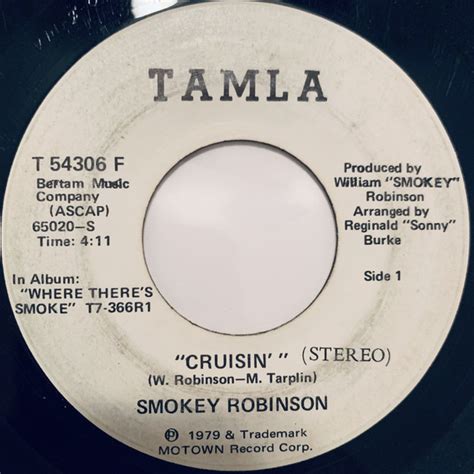 TAMLA
T 54306 F
Bertam Music
Company
(ASCAP)
65020-S
Time: 4:11
In Album:
"WHERE THERE'S
SMOKE" T7-366R1
Produced by
William "SMOKEY"
Robinson
Arranged by
Reginald "Sonny"
Burke
Side 1
"CRUISIN'" (STEREO)
(W. Robinson-M. Tarplin)
SMOKEY ROBINSON
℗ 1979 & Trademark
MOTOWN Record Corp.